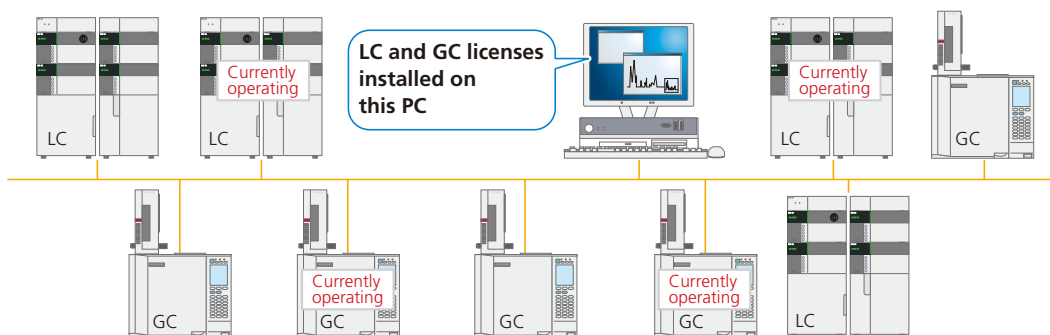 LC and GC licenses
installed on
this PC
LC
Currently
operating
LC
Currently
operating
LC
GC
GC
Currently
operating
GC
GC
Currently
operating
GC
LC